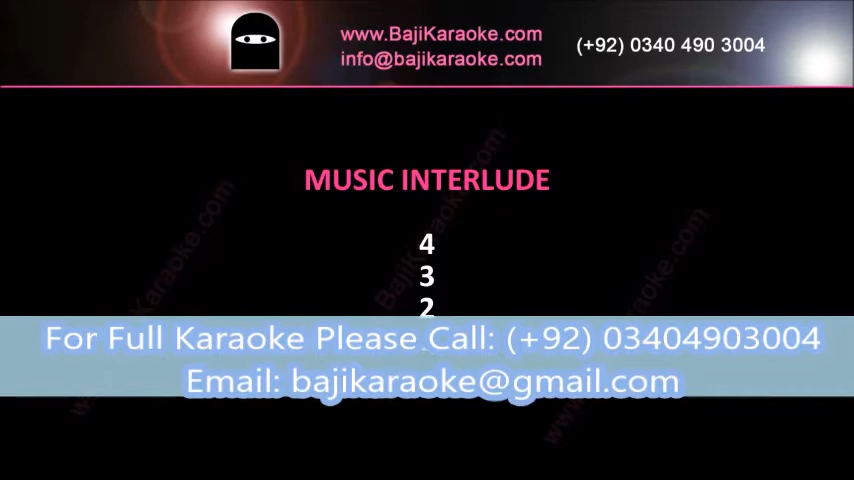 www.BajiKaraoke.com
info@bajikaraoke.com
(+92) 0340 490 3004
MUSIC INTERLUDE
4
3
2
For Full Karaoke Please Call: (+92) 03404903004
Email: bajikaraoke@gmail.com